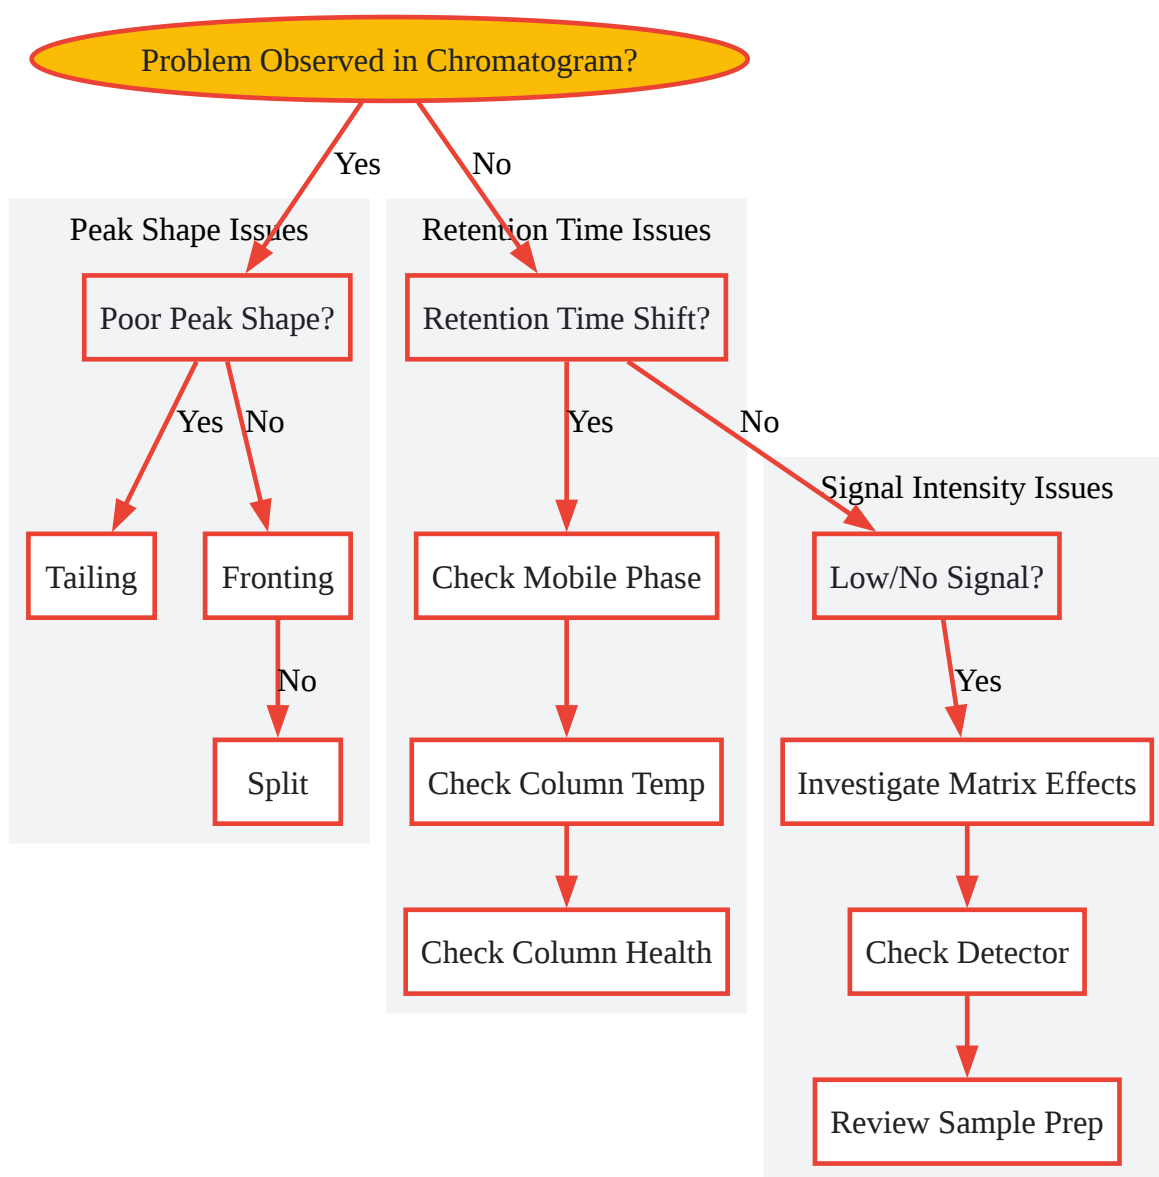 Problem Observed in Chromatogram?
Yes
No
Peak Shape Issues
Retention Time Issues
Poor Peak Shape?
Retention Time Shift?
Yes
No
Yes
No
Signal Intensity Issues
Tailing
Fronting
Check Mobile Phase
Low/No Signal?
No
Yes
Split
Check Column Temp
Investigate Matrix Effects
Check Column Health
Check Detector
Review Sample Prep